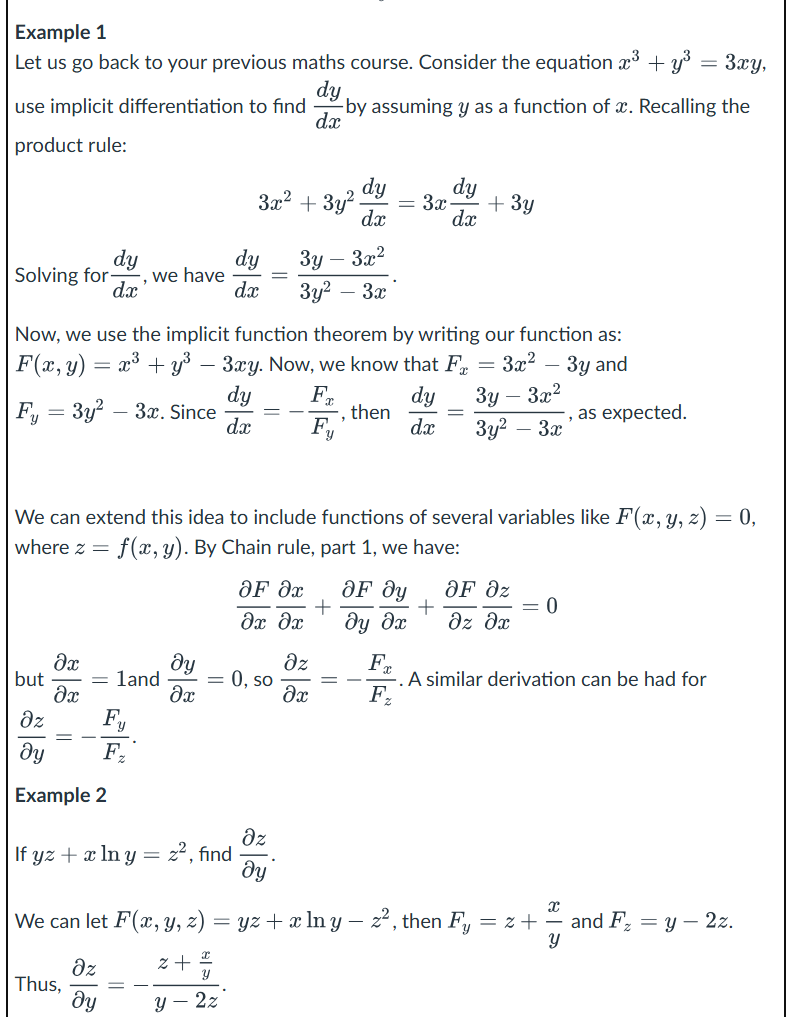 Example 1
Let us go back to your previous maths course. Consider the equation $x^3 + y^3 = 3xy$,
use implicit differentiation to find $\frac{dy}{dx}$ by assuming $y$ as a function of $x$. Recalling the
product rule:
$3x^2 + 3y^2 \frac{dy}{dx} = 3x \frac{dy}{dx} + 3y$
Solving for $\frac{dy}{dx}$, we have $\frac{dy}{dx} = \frac{3y - 3x^2}{3y^2 - 3x}$.
Now, we use the implicit function theorem by writing our function as:
$F(x, y) = x^3 + y^3 - 3xy$. Now, we know that $F_x = 3x^2 - 3y$ and
$F_y = 3y^2 - 3x$. Since $\frac{dy}{dx} = -\frac{F_x}{F_y}$, then $\frac{dy}{dx} = \frac{3y - 3x^2}{3y^2 - 3x}$, as expected.
We can extend this idea to include functions of several variables like $F(x, y, z) = 0$,
where $z = f(x, y)$. By Chain rule, part 1, we have:
$\frac{\partial F}{\partial x} \frac{\partial x}{\partial x} + \frac{\partial F}{\partial y} \frac{\partial y}{\partial x} + \frac{\partial F}{\partial z} \frac{\partial z}{\partial x} = 0$
but $\frac{\partial x}{\partial x} = 1$and $\frac{\partial y}{\partial x} = 0$, so $\frac{\partial z}{\partial x} = -\frac{F_x}{F_z}$. A similar derivation can be had for
$\frac{\partial z}{\partial y} = -\frac{F_y}{F_z}$.
Example 2
If $yz + x \ln y = z^2$, find $\frac{\partial z}{\partial y}$.
We can let $F(x, y, z) = yz + x \ln y - z^2$, then $F_y = z + \frac{x}{y}$ and $F_z = y - 2z$.
Thus, $\frac{\partial z}{\partial y} = -\frac{z + \frac{x}{y}}{y - 2z}$.